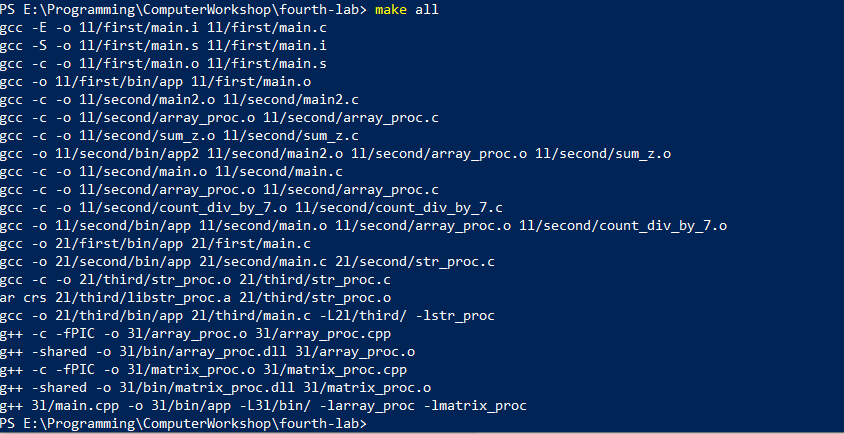 PS E:\Programming\ComputerWorkshop\fourth-lab> make all
gcc -E -o 1l/first/main.i 1l/first/main.c
gcc -S -o 1l/first/main.s 1l/first/main.i
gcc -c -o 1l/first/main.o 1l/first/main.s
gcc -o 1l/first/bin/app 1l/first/main.o
gcc -c -o 1l/second/main2.o 1l/second/main2.c
gcc -c -o 1l/second/array_proc.o 1l/second/array_proc.c
gcc -c -o 1l/second/sum_z.o 1l/second/sum_z.c
gcc -o 1l/second/bin/app2 1l/second/main2.o 1l/second/array_proc.o 1l/second/sum_z.o
gcc -c -o 1l/second/main.o 1l/second/main.c
gcc -c -o 1l/second/array_proc.o 1l/second/array_proc.c
gcc -c -o 1l/second/count_div_by_7.o 1l/second/count_div_by_7.c
gcc -o 1l/second/bin/app 1l/second/main.o 1l/second/array_proc.o 1l/second/count_div_by_7.o
gcc -o 2l/first/bin/app 2l/first/main.c
gcc -o 2l/second/bin/app 2l/second/main.c 2l/second/str_proc.c
gcc -c -o 2l/third/str_proc.o 2l/third/str_proc.c
ar crs 2l/third/libstr_proc.a 2l/third/str_proc.o
gcc -o 2l/third/bin/app 2l/third/main.c -L2l/third/ -lstr_proc
g++ -c -fPIC -o 3l/array_proc.o 3l/array_proc.cpp
g++ -shared -o 3l/bin/array_proc.dll 3l/array_proc.o
g++ -c -fPIC -o 3l/matrix_proc.o 3l/matrix_proc.cpp
g++ -shared -o 3l/bin/matrix_proc.dll 3l/matrix_proc.o
g++ 3l/main.cpp -o 3l/bin/app -L3l/bin/ -larray_proc -lmatrix_proc
PS E:\Programming\ComputerWorkshop\fourth-lab>